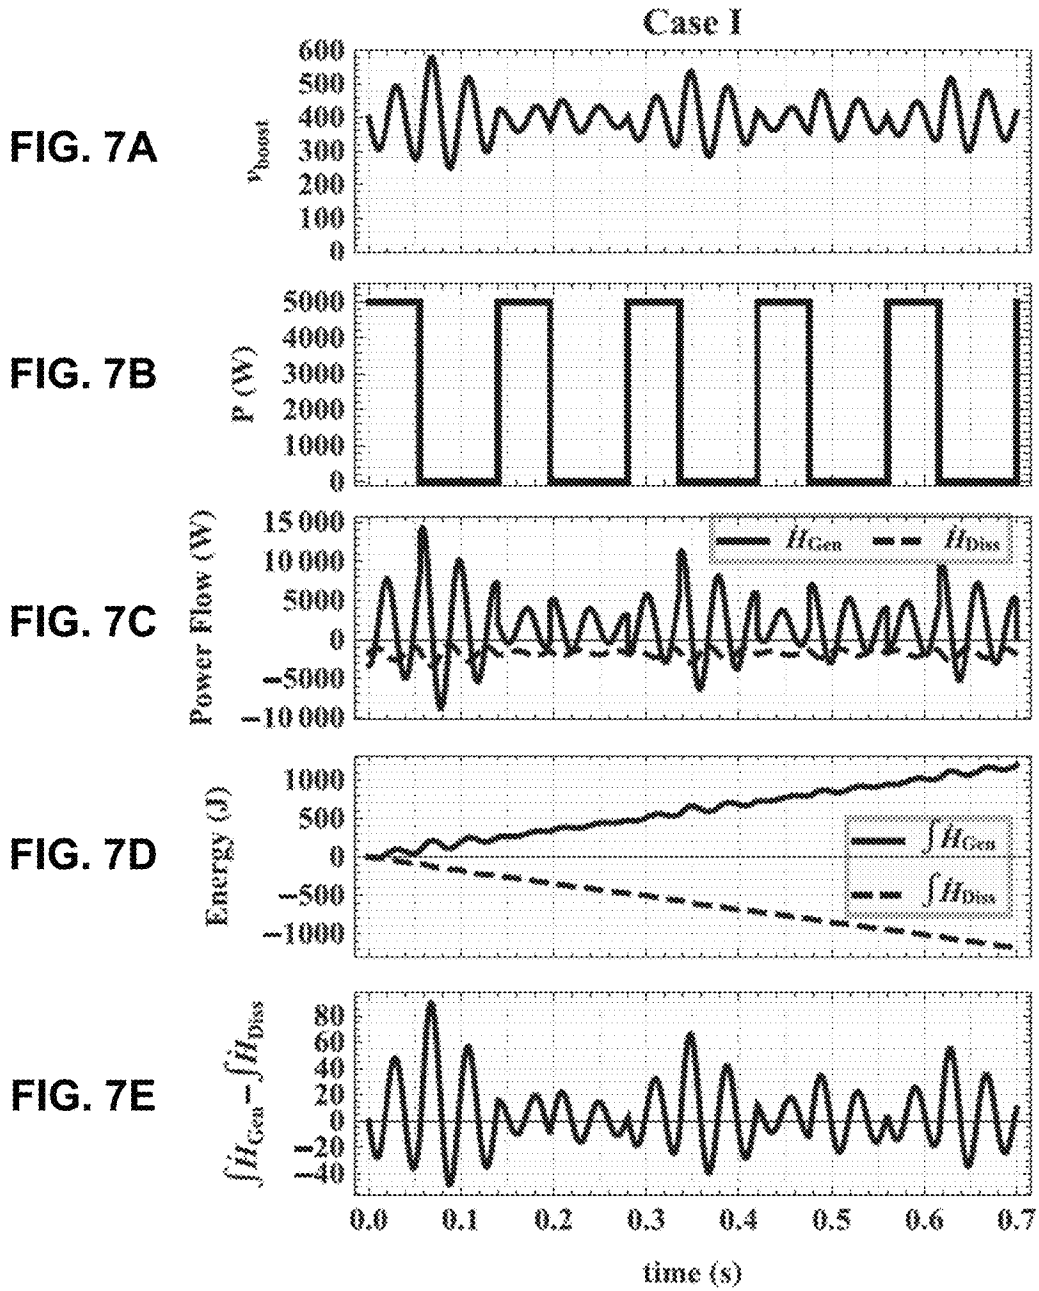 Case I
FIG. 7A
v_boost
600
500
400
300
200
100
0
FIG. 7B
P (W)
5000
4000
3000
2000
1000
0
FIG. 7C
Power Flow (W)
15 000
10 000
5000
0
−5000
−10 000
Ḣ_Gen Ḣ_Diss
FIG. 7D
Energy (J)
1000
500
0
−500
−1000
∫Ḣ_Gen
∫Ḣ_Diss
FIG. 7E
∫Ḣ_Gen−∫Ḣ_Diss
80
60
40
20
0
−20
−40
0.0 0.1 0.2 0.3 0.4 0.5 0.6 0.7
time (s)